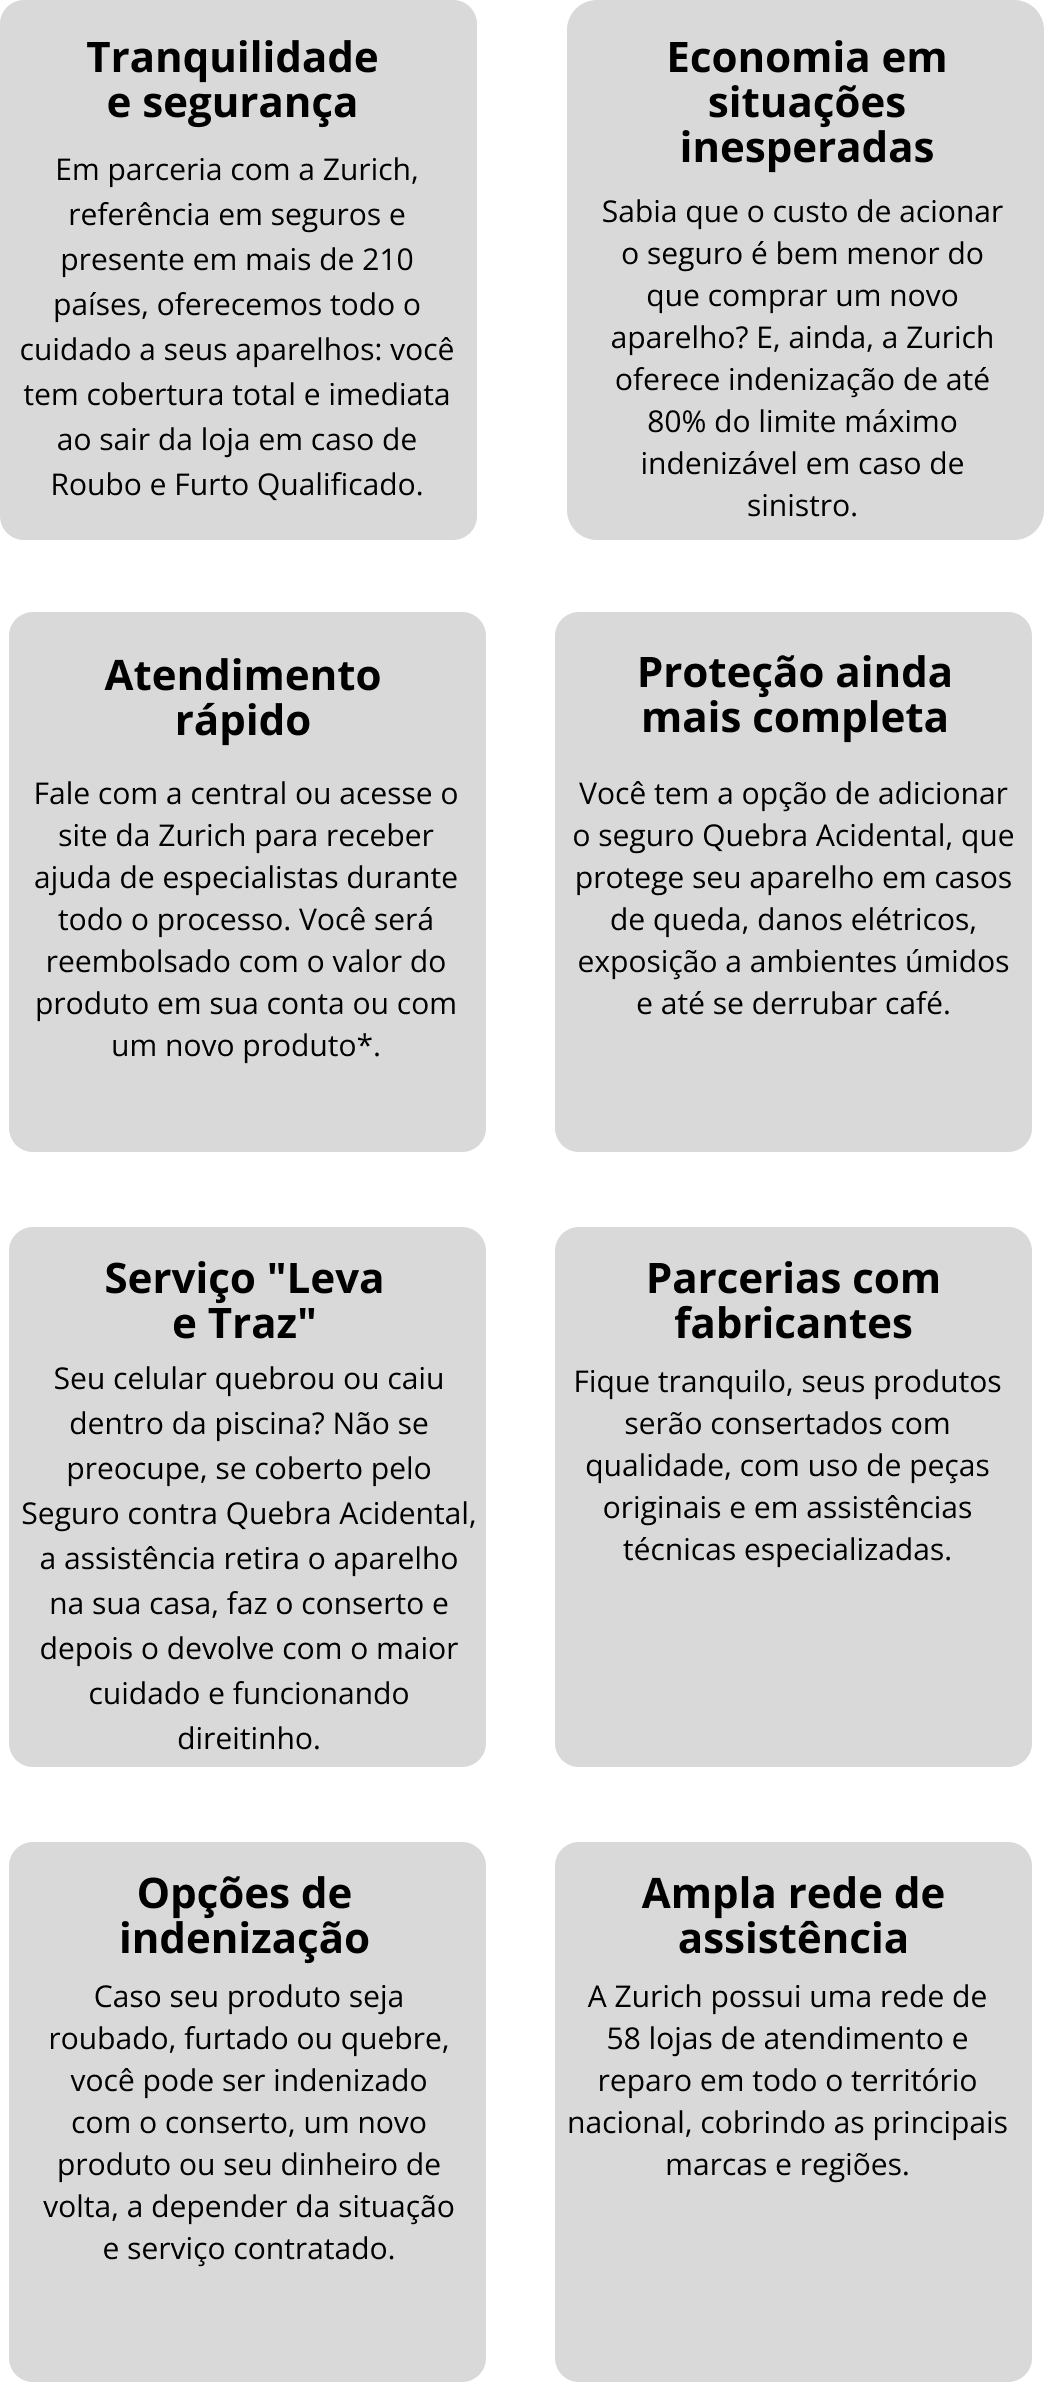 Tranquilidade
e segurança
Em parceria com a Zurich,
referência em seguros e
presente em mais de 210
países, oferecemos todo o
cuidado a seus aparelhos: você
tem cobertura total e imediata
ao sair da loja em caso de
Roubo e Furto Qualificado.
Economia em
situações
inesperadas
Sabia que o custo de acionar
o seguro é bem menor do
que comprar um novo
aparelho? E, ainda, a Zurich
oferece indenização de até
80% do limite máximo
indenizável em caso de
sinistro.
Atendimento
rápido
Fale com a central ou acesse o
site da Zurich para receber
ajuda de especialistas durante
todo o processo. Você será
reembolsado com o valor do
produto em sua conta ou com
um novo produto*.
Proteção ainda
mais completa
Você tem a opção de adicionar
o seguro Quebra Acidental, que
protege seu aparelho em casos
de queda, danos elétricos,
exposição a ambientes úmidos
e até se derrubar café.
Serviço "Leva
e Traz"
Seu celular quebrou ou caiu
dentro da piscina? Não se
preocupe, se coberto pelo
Seguro contra Quebra Acidental,
a assistência retira o aparelho
na sua casa, faz o conserto e
depois o devolve com o maior
cuidado e funcionando
direitinho.
Parcerias com
fabricantes
Fique tranquilo, seus produtos
serão consertados com
qualidade, com uso de peças
originais e em assistências
técnicas especializadas.
Opções de
indenização
Caso seu produto seja
roubado, furtado ou quebre,
você pode ser indenizado
com o conserto, um novo
produto ou seu dinheiro de
volta, a depender da situação
e serviço contratado.
Ampla rede de
assistência
A Zurich possui uma rede de
58 lojas de atendimento e
reparo em todo o território
nacional, cobrindo as principais
marcas e regiões.